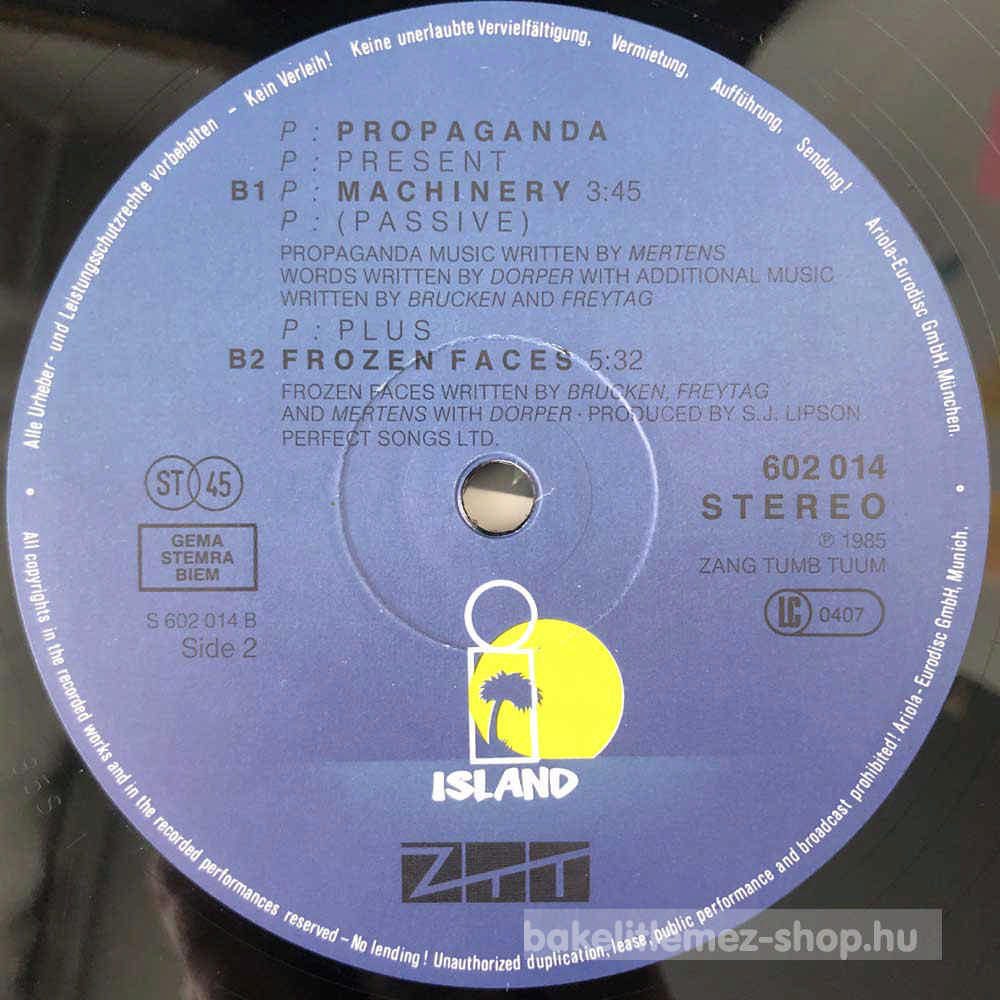 Alle Urheber- und Leistungsschutzrechte vorbehalten – Kein Verleih! Keine unerlaubte Vervielfältigung, Vermietung, Aufführung, Sendung!
Ariola-Eurodisc GmbH, München.
P : PROPAGANDA
P : PRESENT
B1 P : MACHINERY 3:45
P : (PASSIVE)
PROPAGANDA MUSIC WRITTEN BY MERTENS
WORDS WRITTEN BY DORPER WITH ADDITIONAL MUSIC
WRITTEN BY BRUCKEN AND FREYTAG
P : PLUS
B2 FROZEN FACES 5:32
FROZEN FACES WRITTEN BY BRUCKEN, FREYTAG
AND MERTENS WITH DORPER · PRODUCED BY S.J. LIPSON
PERFECT SONGS LTD.
ST 45
GEMA
STEMRA
BIEM
S 602 014 B
Side 2
602 014
STEREO
℗ 1985
ZANG TUMB TUUM
LC 0407
ISLAND
ZTT
All copyrights in the recorded works and in the recorded performances reserved – No lending! Unauthorized duplication, lease, public performance and broadcast prohibited! Ariola - Eurodisc GmbH, Munich.
bakelitlemez-shop.hu